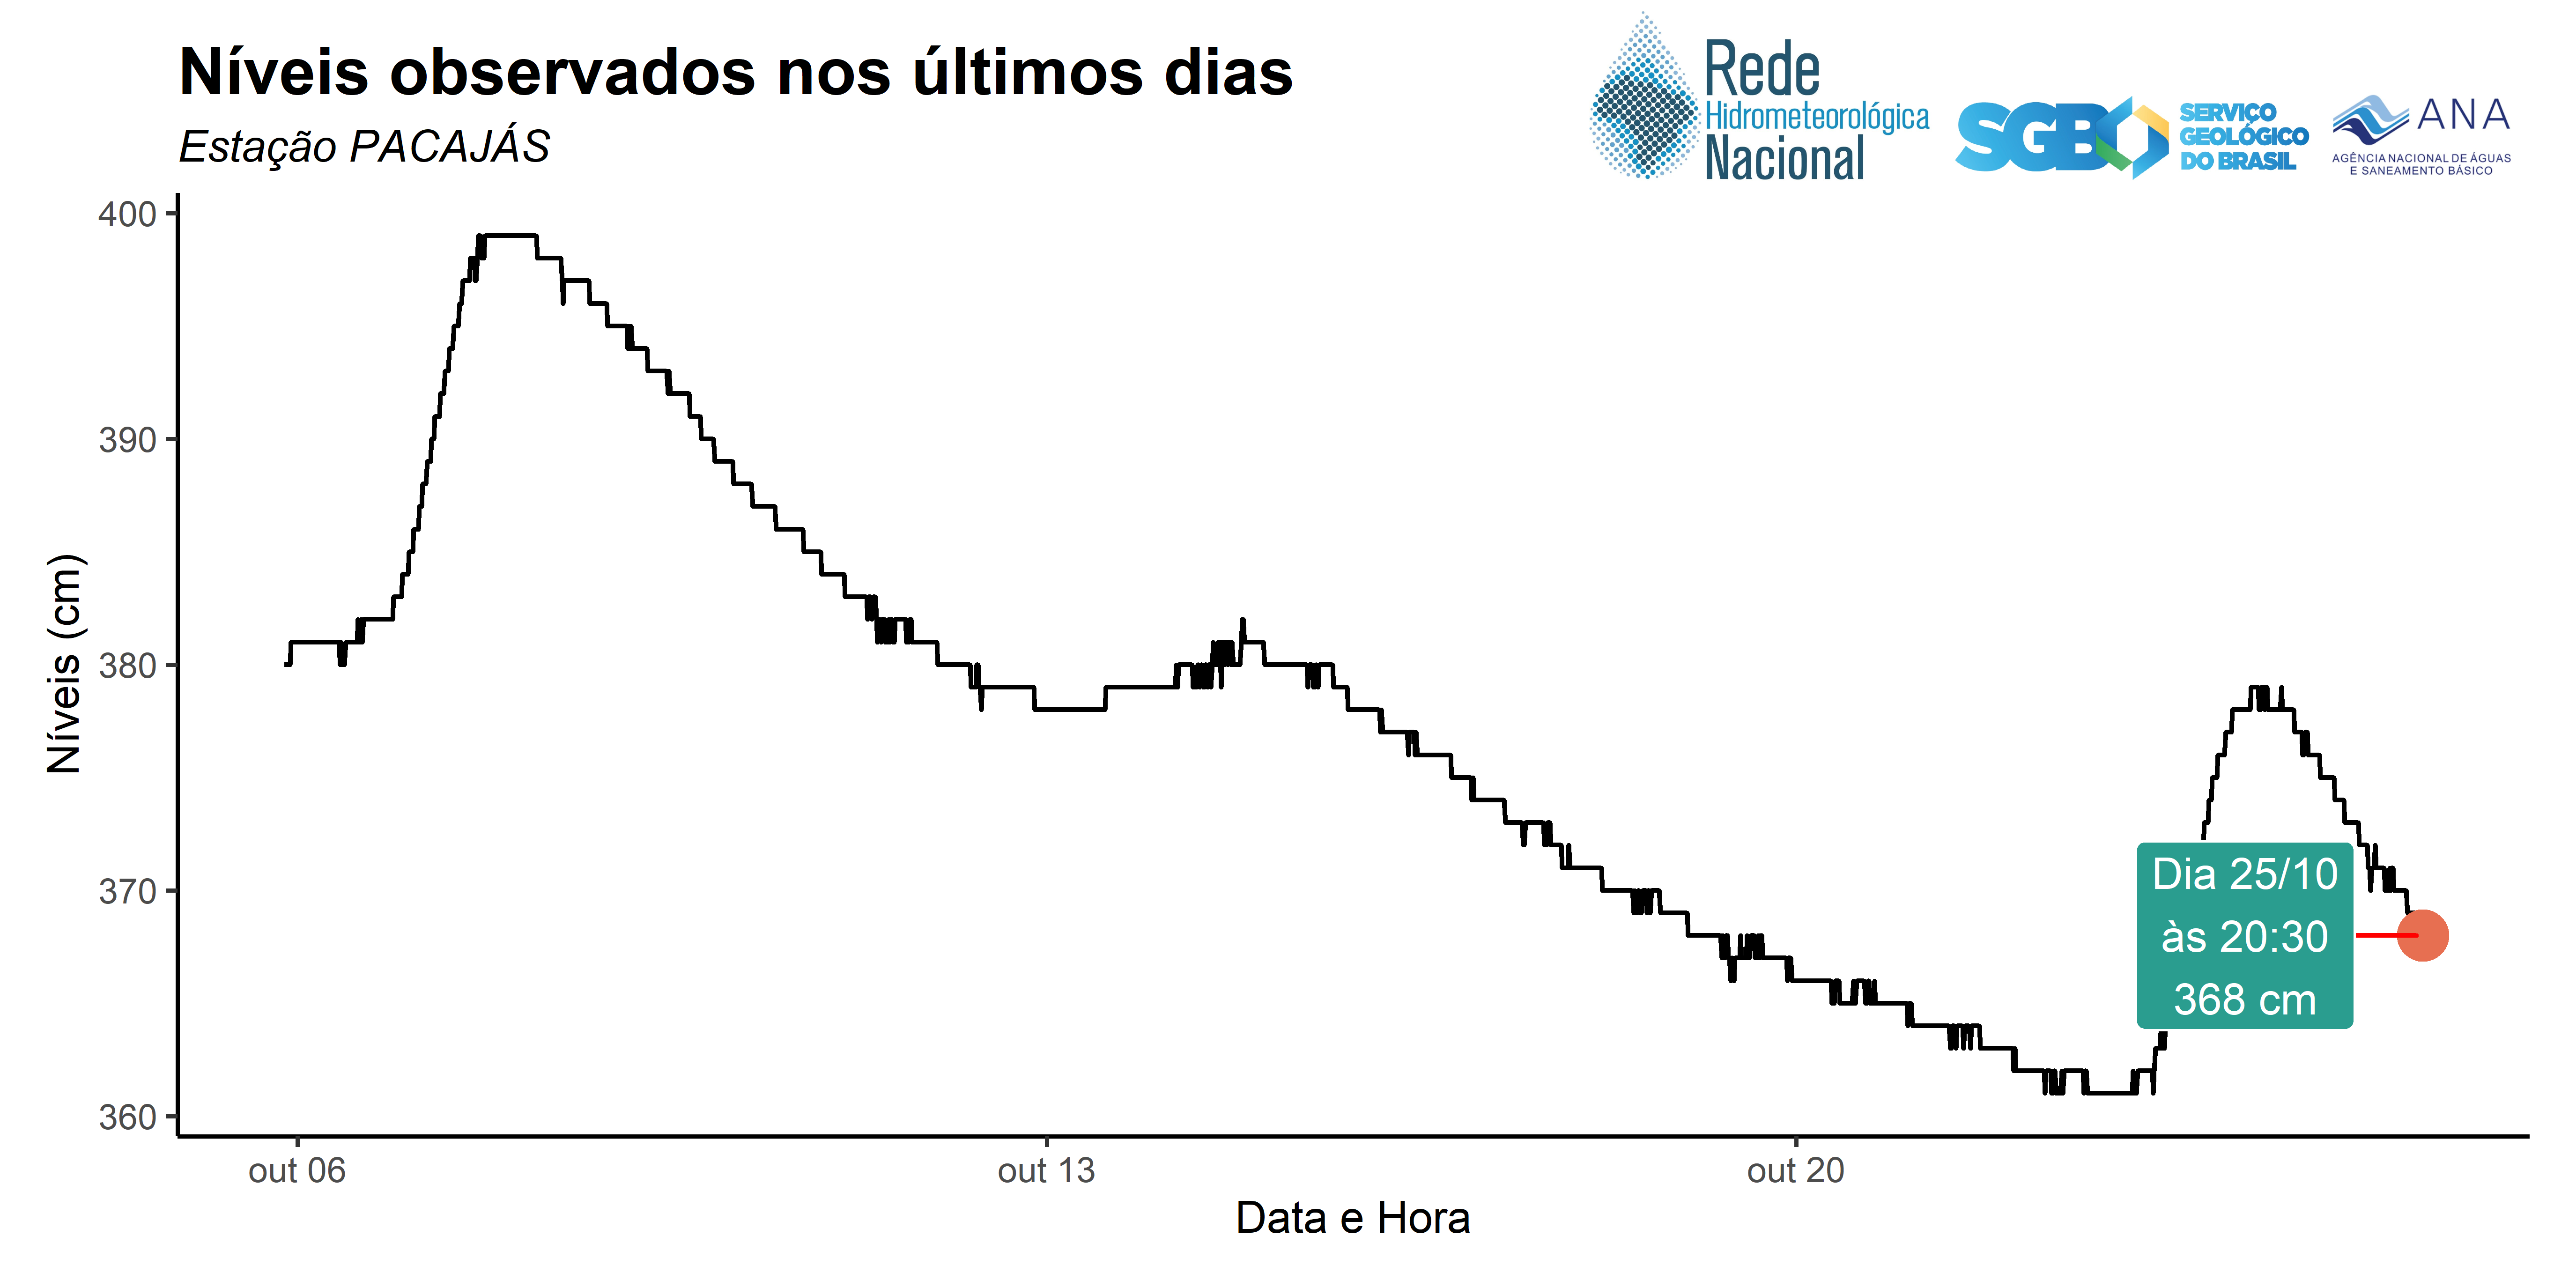 Níveis observados nos últimos dias
Estação PACAJÁS
Rede
Hidrometeorológica
Nacional
SGB
SERVIÇO
GEOLÓGICO
DO BRASIL
ANA
AGÊNCIA NACIONAL DE ÁGUAS
E SANEAMENTO BÁSICO
400
390
380
370
360
Níveis (cm)
Dia 25/10
às 20:30
368 cm
out 06
out 13
out 20
Data e Hora